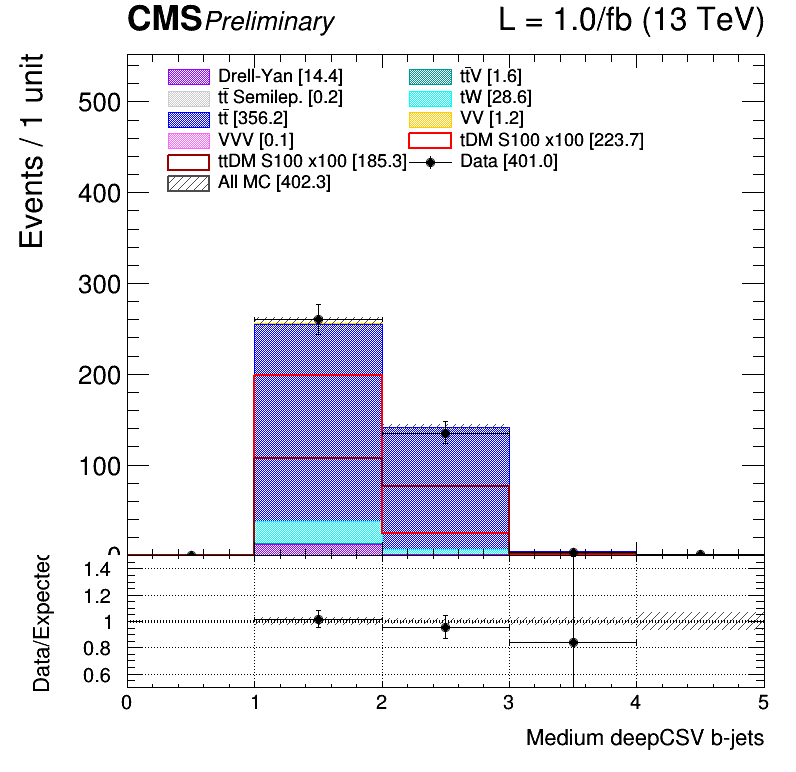 CMS Preliminary L = 1.0/fb (13 TeV)
Events / 1 unit
Drell-Yan [14.4]
tt̄ Semilep. [0.2]
tt̄ [356.2]
VVV [0.1]
ttDM S100 x100 [185.3]
All MC [402.3]
tt̄V [1.6]
tW [28.6]
VV [1.2]
tDM S100 x100 [223.7]
Data [401.0]
500
400
300
200
100
0
Data/Expected
1.4
1.2
1
0.8
0.6
0 1 2 3 4 5
Medium deepCSV b-jets